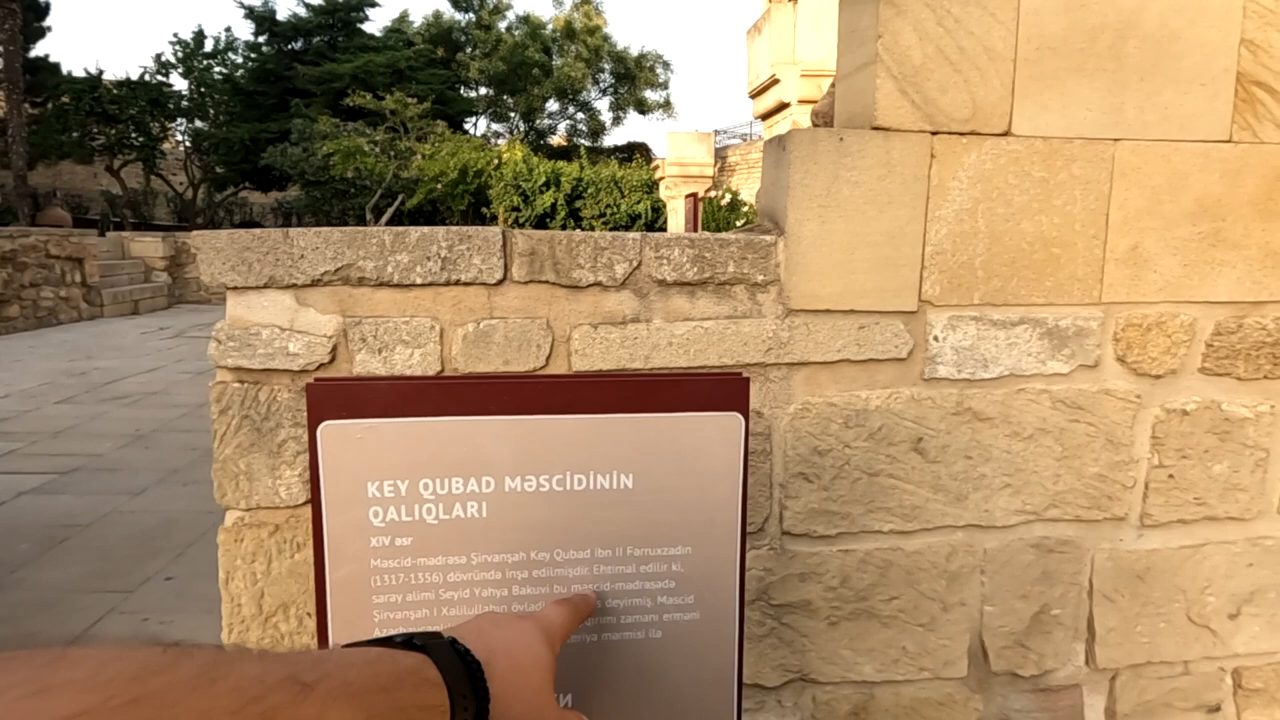 KEY QUBAD MƏSCİDİNİN
QALIQLARI
XIV əsr
Məscid-mədrəsə Şirvanşah Key Qubad ibn II Fərruxzadın
(1317-1356) dövründə inşa edilmişdir. Ehtimal edilir ki,
saray alimi Seyid Yəhya Bakuvi bu məscid-mədrəsədə
Şirvanşah I Xəlilullahın övladl s deyirmiş. Məscid
zamanı erməni
mərmisi ilə